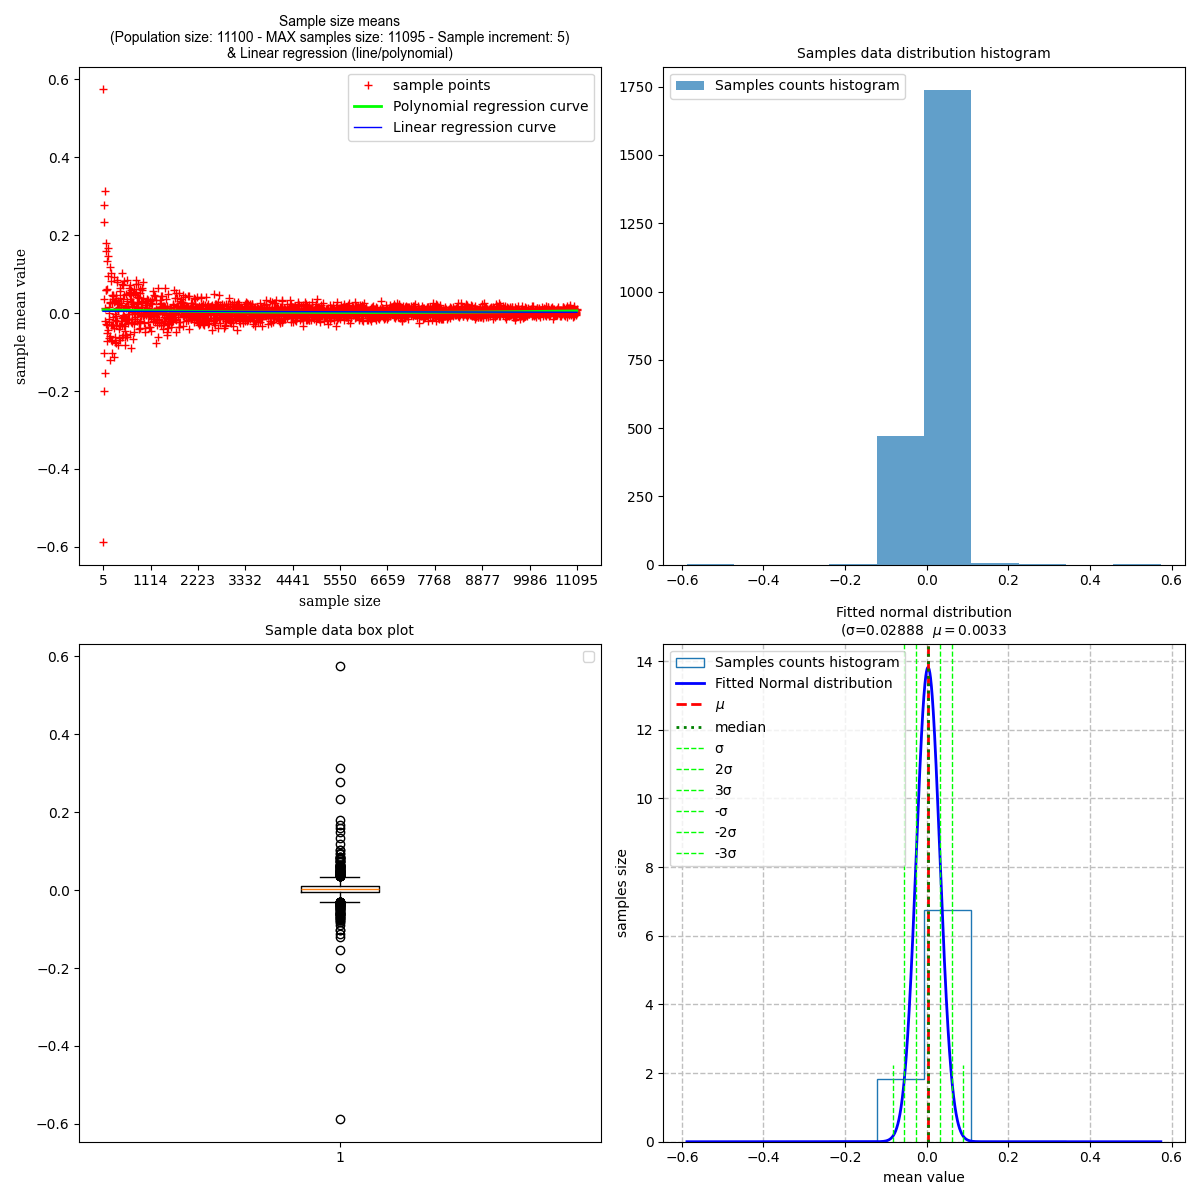 Sample size means
(Population size: 11100 - MAX samples size: 11095 - Sample increment: 5)
& Linear regression (line/polynomial)
0.6
0.4
0.2
0.0
−0.2
−0.4
−0.6
sample mean value
sample points
Polynomial regression curve
Linear regression curve
5 1114 2223 3332 4441 5550 6659 7768 8877 9986 11095
sample size
Samples data distribution histogram
Samples counts histogram
1750
1500
1250
1000
750
500
250
0
−0.6 −0.4 −0.2 0.0 0.2 0.4 0.6
Sample data box plot
0.6
0.4
0.2
0.0
−0.2
−0.4
−0.6
1
Fitted normal distribution
(σ=0.02888 μ = 0.0033
Samples counts histogram
Fitted Normal distribution
μ
median
σ
2σ
3σ
-σ
-2σ
-3σ
14
12
10
8
6
4
2
0
samples size
−0.6 −0.4 −0.2 0.0 0.2 0.4 0.6
mean value